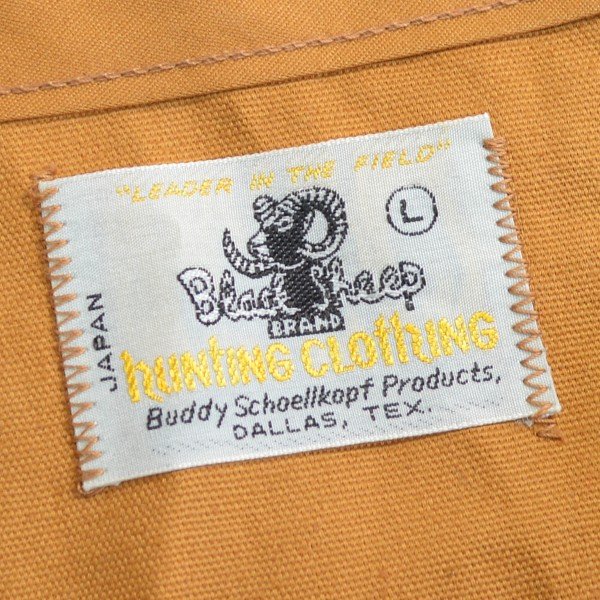 "LEADER IN THE FIELD"
L
Black Sheep
BRAND
hunting clothing
Buddy Schoellkopf Products,
DALLAS, TEX.
JAPAN